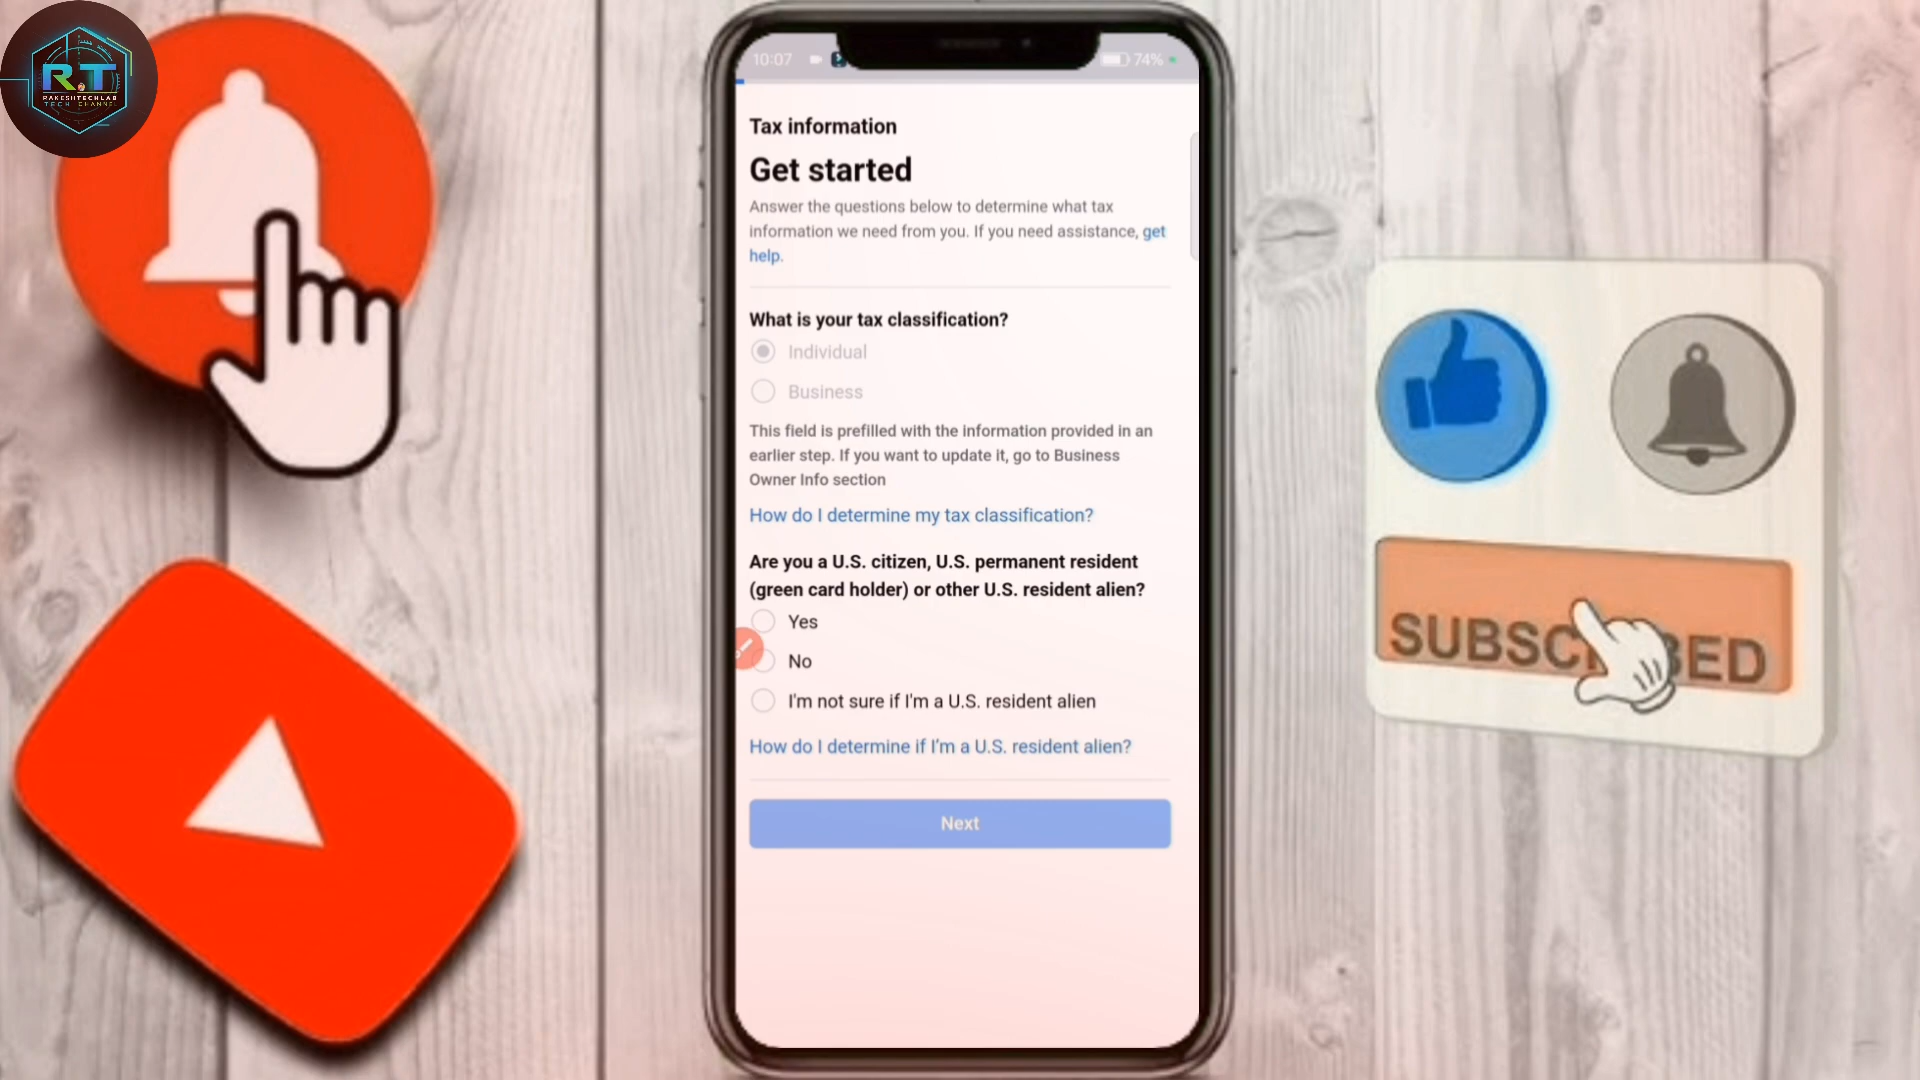 R.T
RAKESHTECHLAB
TECH CHANNEL
10:07
74%
Tax information
Get started
Answer the questions below to determine what tax
information we need from you. If you need assistance, get
help.
What is your tax classification?
Individual
Business
This field is prefilled with the information provided in an
earlier step. If you want to update it, go to Business
Owner Info section
How do I determine my tax classification?
Are you a U.S. citizen, U.S. permanent resident
(green card holder) or other U.S. resident alien?
Yes
No
I'm not sure if I'm a U.S. resident alien
How do I determine if I'm a U.S. resident alien?
Next
SUBSCRIBED